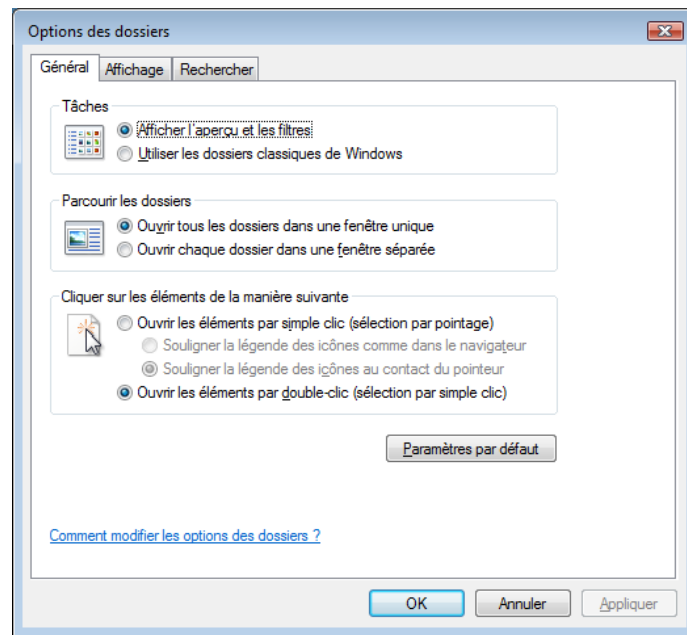 Options des dossiers
Général
Affichage
Rechercher
Tâches
Afficher l'aperçu et les filtres
Utiliser les dossiers classiques de Windows
Parcourir les dossiers
Ouvrir tous les dossiers dans une fenêtre unique
Ouvrir chaque dossier dans une fenêtre séparée
Cliquer sur les éléments de la manière suivante
Ouvrir les éléments par simple clic (sélection par pointage)
Souligner la légende des icônes comme dans le navigateur
Souligner la légende des icônes au contact du pointeur
Ouvrir les éléments par double-clic (sélection par simple clic)
Paramètres par défaut
Comment modifier les options des dossiers ?
OK
Annuler
Appliquer